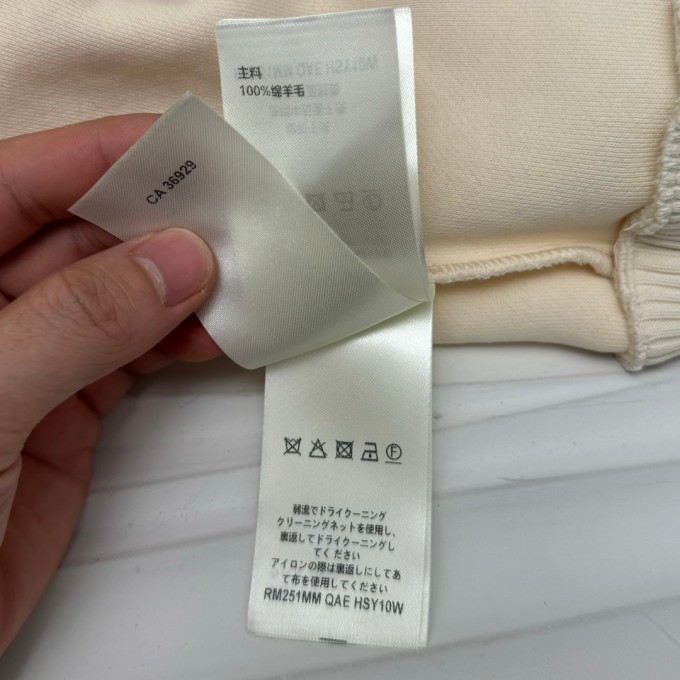 主料
100%绵羊毛
CA 36929
弱流でドライクーニング
クリーニングネットを使用し、
裏返してドライクーニングし
てく ださい
アイロンの際は裏返しにしてあ
て布を使用してください
RM251MM QAE HSY10W